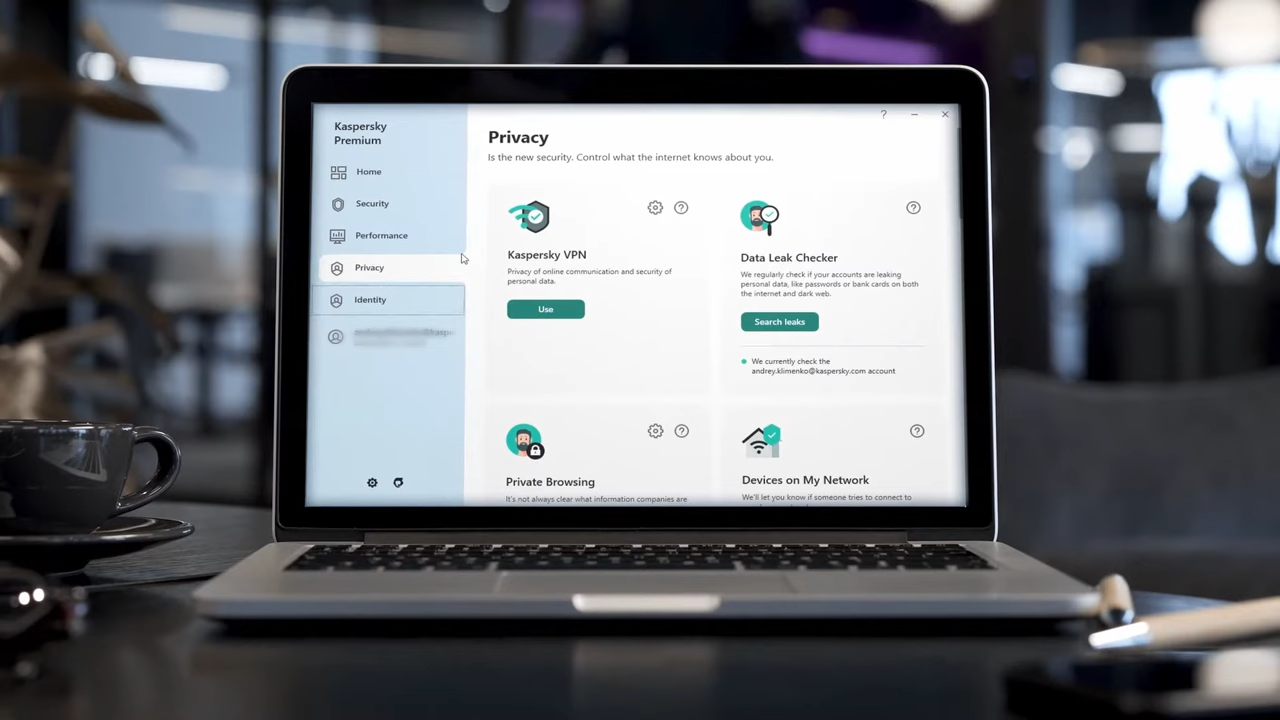 Kaspersky
Premium
Home
Security
Performance
Privacy
Identity
?
Privacy
Is the new security. Control what the internet knows about you.
Kaspersky VPN
Privacy of online communication and security of
personal data.
Use
Data Leak Checker
We regularly check if your accounts are leaking
personal data, like passwords or bank cards on both
the internet and dark web.
Search leaks
We currently check the
andrey.klimenko@kaspersky.com account
Private Browsing
It's not always clear what information companies are
Devices on My Network
We'll let you know if someone tries to connect to